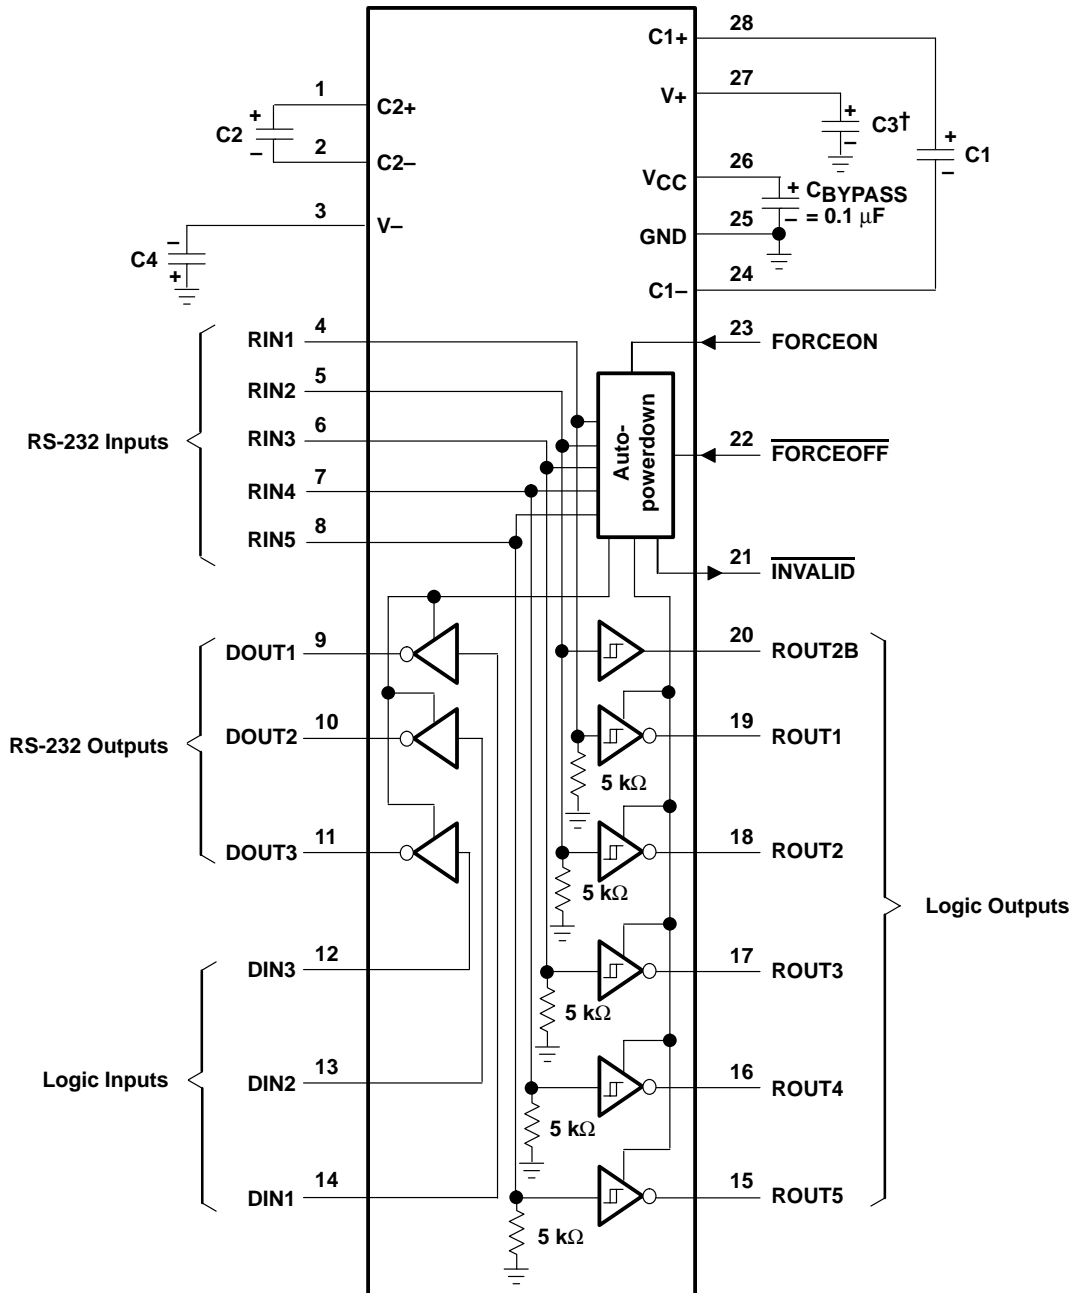 28
C1+
27
V+
+
C3†
–
+
C1
–
1
C2+
+
C2
–
2
C2–
26
VCC
+ CBYPASS
– = 0.1 µF
25
GND
3
V–
–
C4
+
24
C1–
RIN1 4
RIN2 5
RIN3 6
RIN4 7
RIN5 8
RS-232 Inputs
23 FORCEON
22 FORCEOFF
Auto-
powerdown
21 INVALID
DOUT1 9
DOUT2 10
DOUT3 11
RS-232 Outputs
20 ROUT2B
19 ROUT1
5 kΩ
18 ROUT2
5 kΩ
17 ROUT3
5 kΩ
16 ROUT4
5 kΩ
15 ROUT5
5 kΩ
Logic Outputs
DIN3 12
DIN2 13
DIN1 14
Logic Inputs